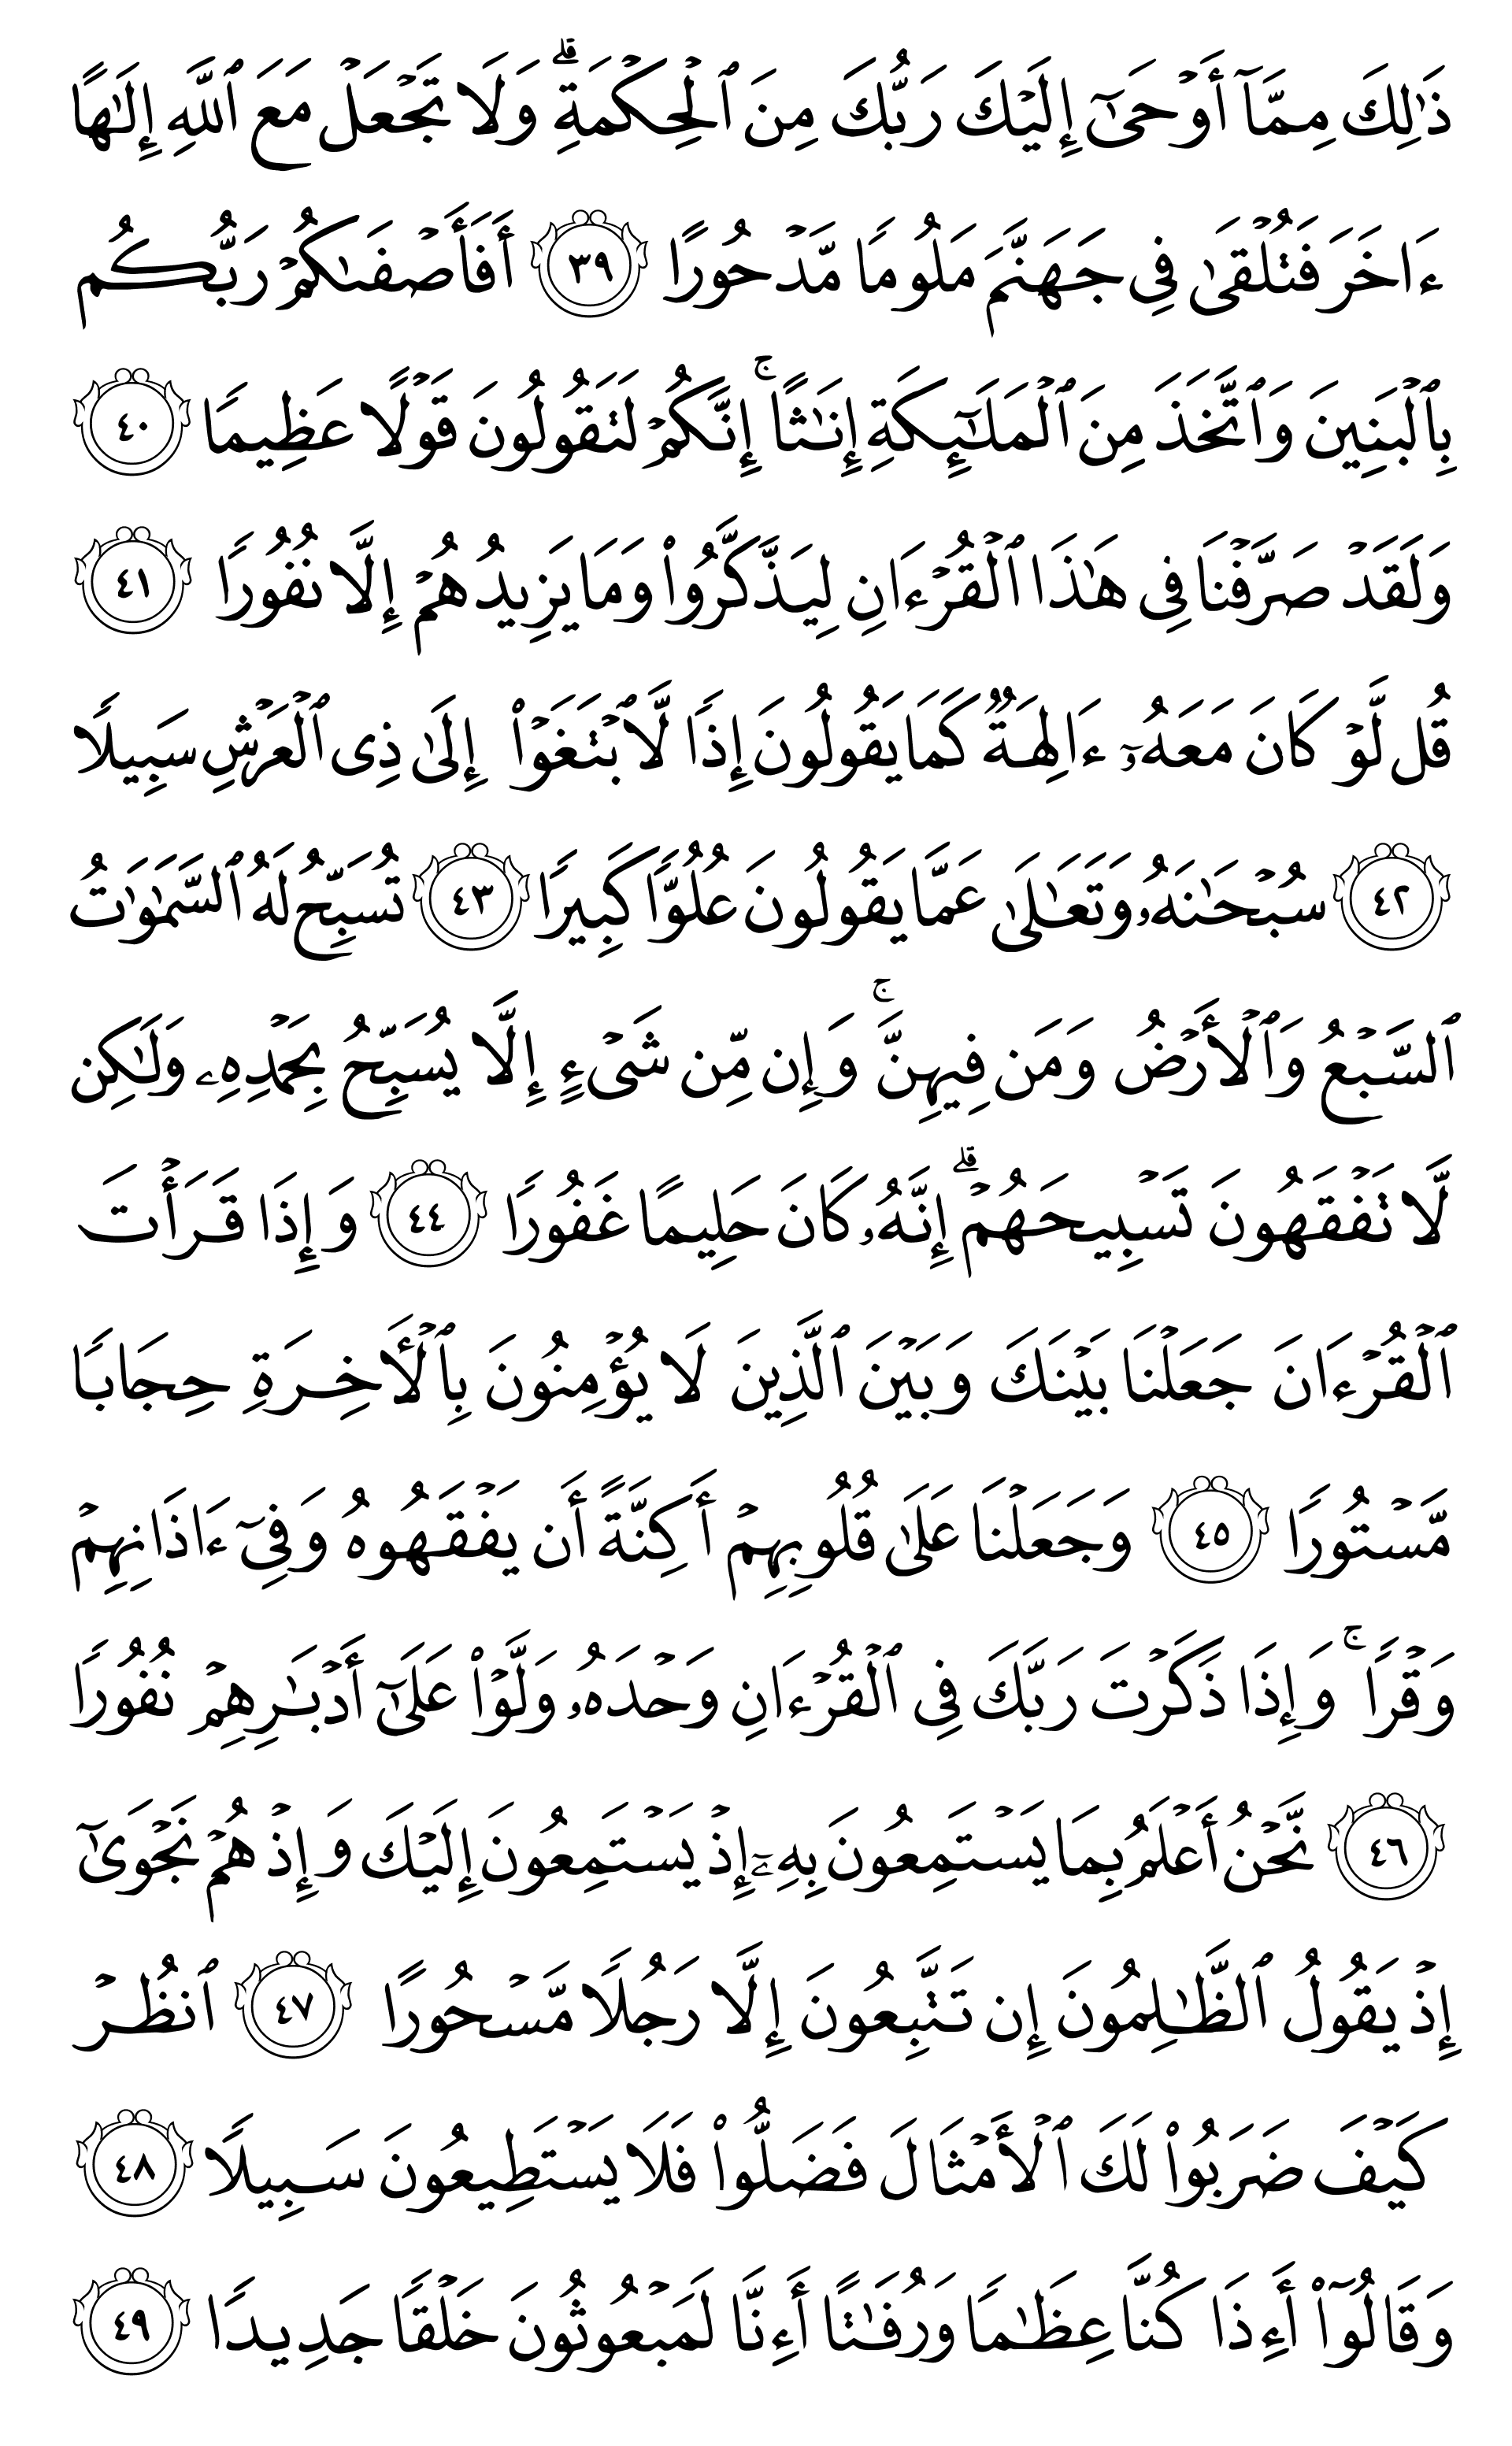 ذَٰلِكَ مِمَّآ أَوۡحَىٰٓ إِلَيۡكَ رَبُّكَ مِنَ ٱلۡحِكۡمَةِۗ وَلَا تَجۡعَلۡ مَعَ ٱللَّهِ إِلَٰهًا
ءَاخَرَ فَتُلۡقَىٰ فِي جَهَنَّمَ مَلُومًا مَّدۡحُورًا ٣٩ أَفَأَصۡفَىٰكُمۡ رَبُّكُم
بِٱلۡبَنِينَ وَٱتَّخَذَ مِنَ ٱلۡمَلَٰٓئِكَةِ إِنَٰثًاۚ إِنَّكُمۡ لَتَقُولُونَ قَوۡلًا عَظِيمًا ٤٠
وَلَقَدۡ صَرَّفۡنَا فِي هَٰذَا ٱلۡقُرۡءَانِ لِيَذَّكَّرُواْ وَمَا يَزِيدُهُمۡ إِلَّا نُفُورًا ٤١
قُل لَّوۡ كَانَ مَعَهُۥٓ ءَالِهَةٌ كَمَا يَقُولُونَ إِذًا لَّٱبۡتَغَوۡاْ إِلَىٰ ذِي ٱلۡعَرۡشِ سَبِيلًا
٤٢ سُبۡحَٰنَهُۥ وَتَعَٰلَىٰ عَمَّا يَقُولُونَ عُلُوًّا كَبِيرًا ٤٣ تُسَبِّحُ لَهُ ٱلسَّمَٰوَٰتُ
ٱلسَّبۡعُ وَٱلۡأَرۡضُ وَمَن فِيهِنَّۚ وَإِن مِّن شَيۡءٍ إِلَّا يُسَبِّحُ بِحَمۡدِهِۦ وَلَٰكِن
لَّا تَفۡقَهُونَ تَسۡبِيحَهُمۡۗ إِنَّهُۥ كَانَ حَلِيمًا غَفُورًا ٤٤ وَإِذَا قَرَأۡتَ
ٱلۡقُرۡءَانَ جَعَلۡنَا بَيۡنَكَ وَبَيۡنَ ٱلَّذِينَ لَا يُؤۡمِنُونَ بِٱلۡأٓخِرَةِ حِجَابًا
مَّسۡتُورًا ٤٥ وَجَعَلۡنَا عَلَىٰ قُلُوبِهِمۡ أَكِنَّةً أَن يَفۡقَهُوهُ وَفِيٓ ءَاذَانِهِمۡ
وَقۡرًاۚ وَإِذَا ذَكَرۡتَ رَبَّكَ فِي ٱلۡقُرۡءَانِ وَحۡدَهُۥ وَلَّوۡاْ عَلَىٰٓ أَدۡبَٰرِهِمۡ نُفُورًا
٤٦ نَّحۡنُ أَعۡلَمُ بِمَا يَسۡتَمِعُونَ بِهِۦٓ إِذۡ يَسۡتَمِعُونَ إِلَيۡكَ وَإِذۡ هُمۡ نَجۡوَىٰٓ
إِذۡ يَقُولُ ٱلظَّٰلِمُونَ إِن تَتَّبِعُونَ إِلَّا رَجُلًا مَّسۡحُورًا ٤٧ ٱنظُرۡ
كَيۡفَ ضَرَبُواْ لَكَ ٱلۡأَمۡثَالَ فَضَلُّواْ فَلَا يَسۡتَطِيعُونَ سَبِيلًا ٤٨
وَقَالُوٓاْ أَءِذَا كُنَّا عِظَٰمًا وَرُفَٰتًا أَءِنَّا لَمَبۡعُوثُونَ خَلۡقًا جَدِيدًا ٤٩